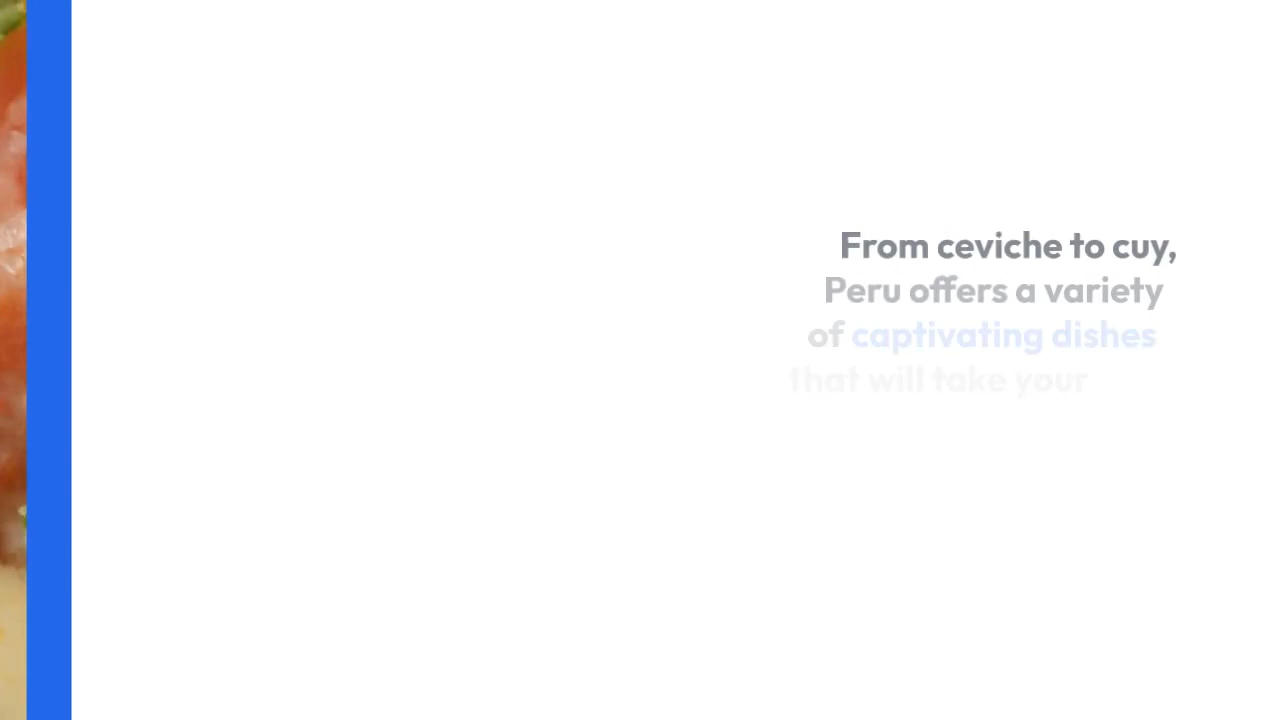 From ceviche to cuy,
Peru offers a variety
of captivating dishes
that will take your